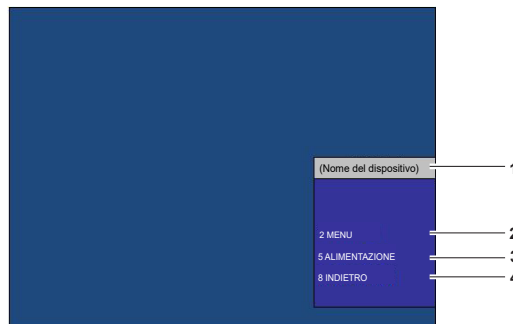 (Nome del dispositivo) 1
2 MENU 2
5 ALIMENTAZIONE 3
8 INDIETRO 4